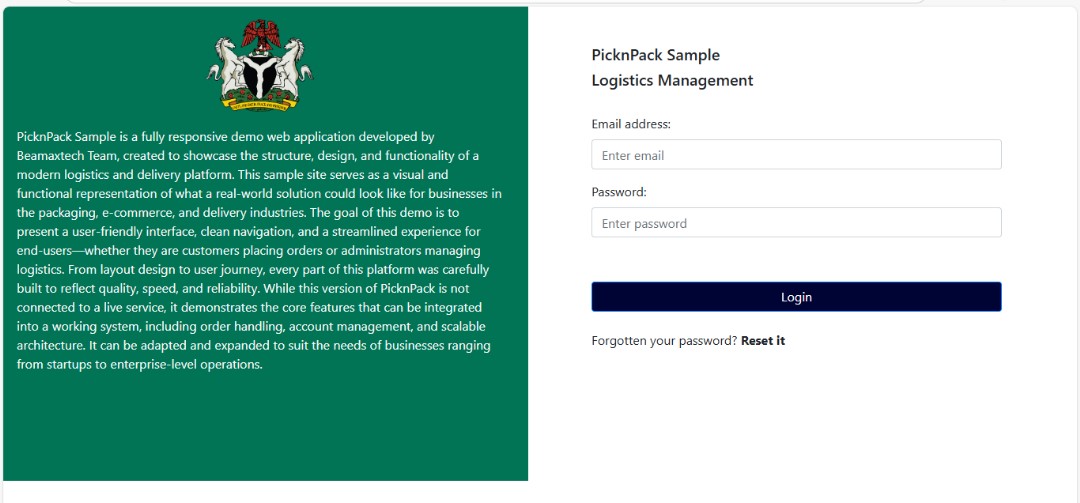 PicknPack Sample is a fully responsive demo web application developed by
Beamaxtech Team, created to showcase the structure, design, and functionality of a
modern logistics and delivery platform. This sample site serves as a visual and
functional representation of what a real-world solution could look like for businesses in
the packaging, e-commerce, and delivery industries. The goal of this demo is to
present a user-friendly interface, clean navigation, and a streamlined experience for
end-users—whether they are customers placing orders or administrators managing
logistics. From layout design to user journey, every part of this platform was carefully
built to reflect quality, speed, and reliability. While this version of PicknPack is not
connected to a live service, it demonstrates the core features that can be integrated
into a working system, including order handling, account management, and scalable
architecture. It can be adapted and expanded to suit the needs of businesses ranging
from startups to enterprise-level operations.
PicknPack Sample
Logistics Management
Email address:
Enter email
Password:
Enter password
Login
Forgotten your password? Reset it